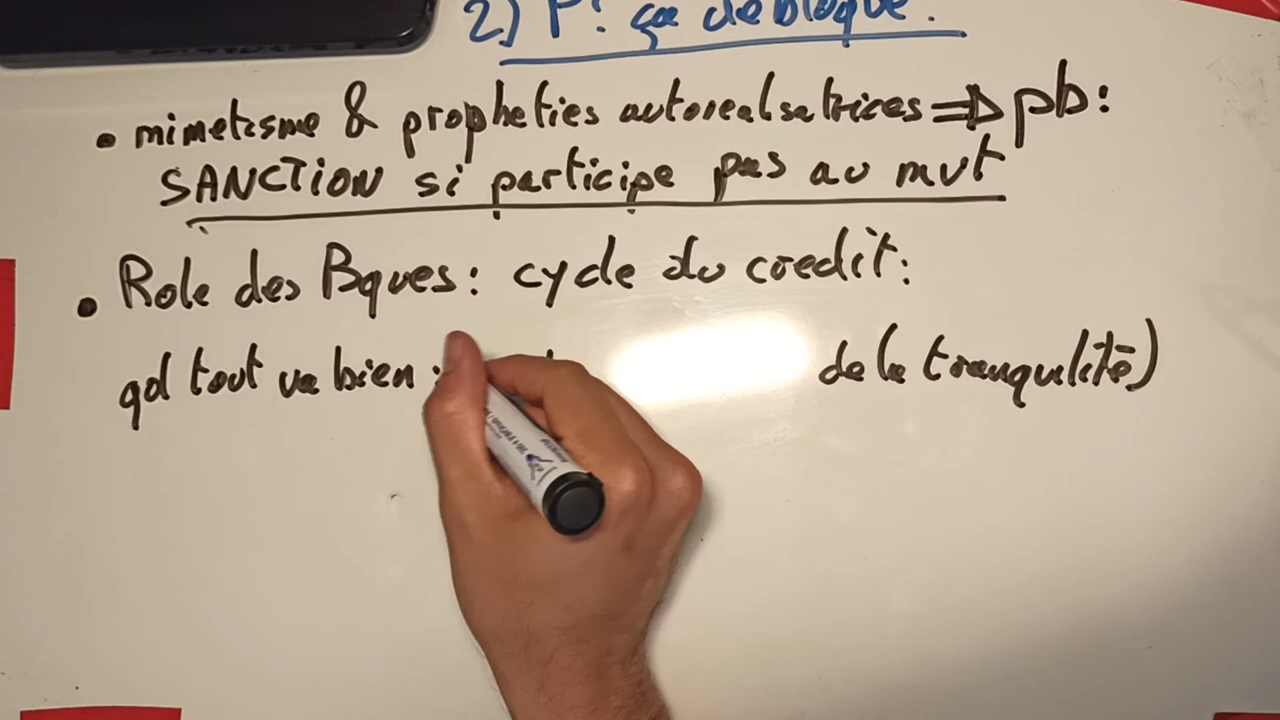 2) P? ça débloque.
• mimetisme & propheties autorealsatrices ⇒ pb:
SANCTiON si participe pas au mvt
• Role des Bques: cycle du credit:
qd tout va bien : de la tranquilité)